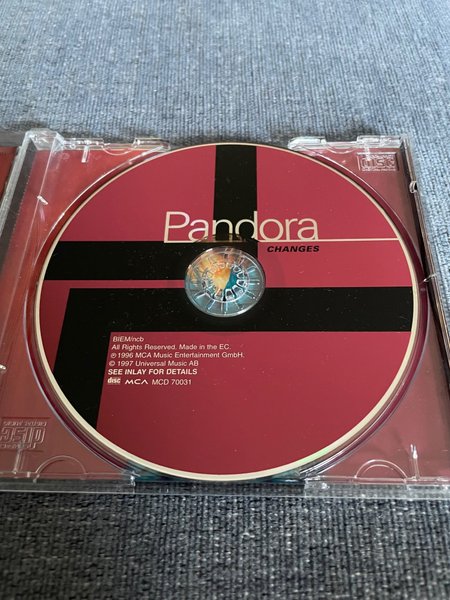 Pandora
CHANGES
BIEM/ncb
All Rights Reserved. Made in the EC.
℗ 1996 MCA Music Entertainment GmbH.
© 1997 Universal Music AB
SEE INLAY FOR DETAILS
disc MCA MCD 70031